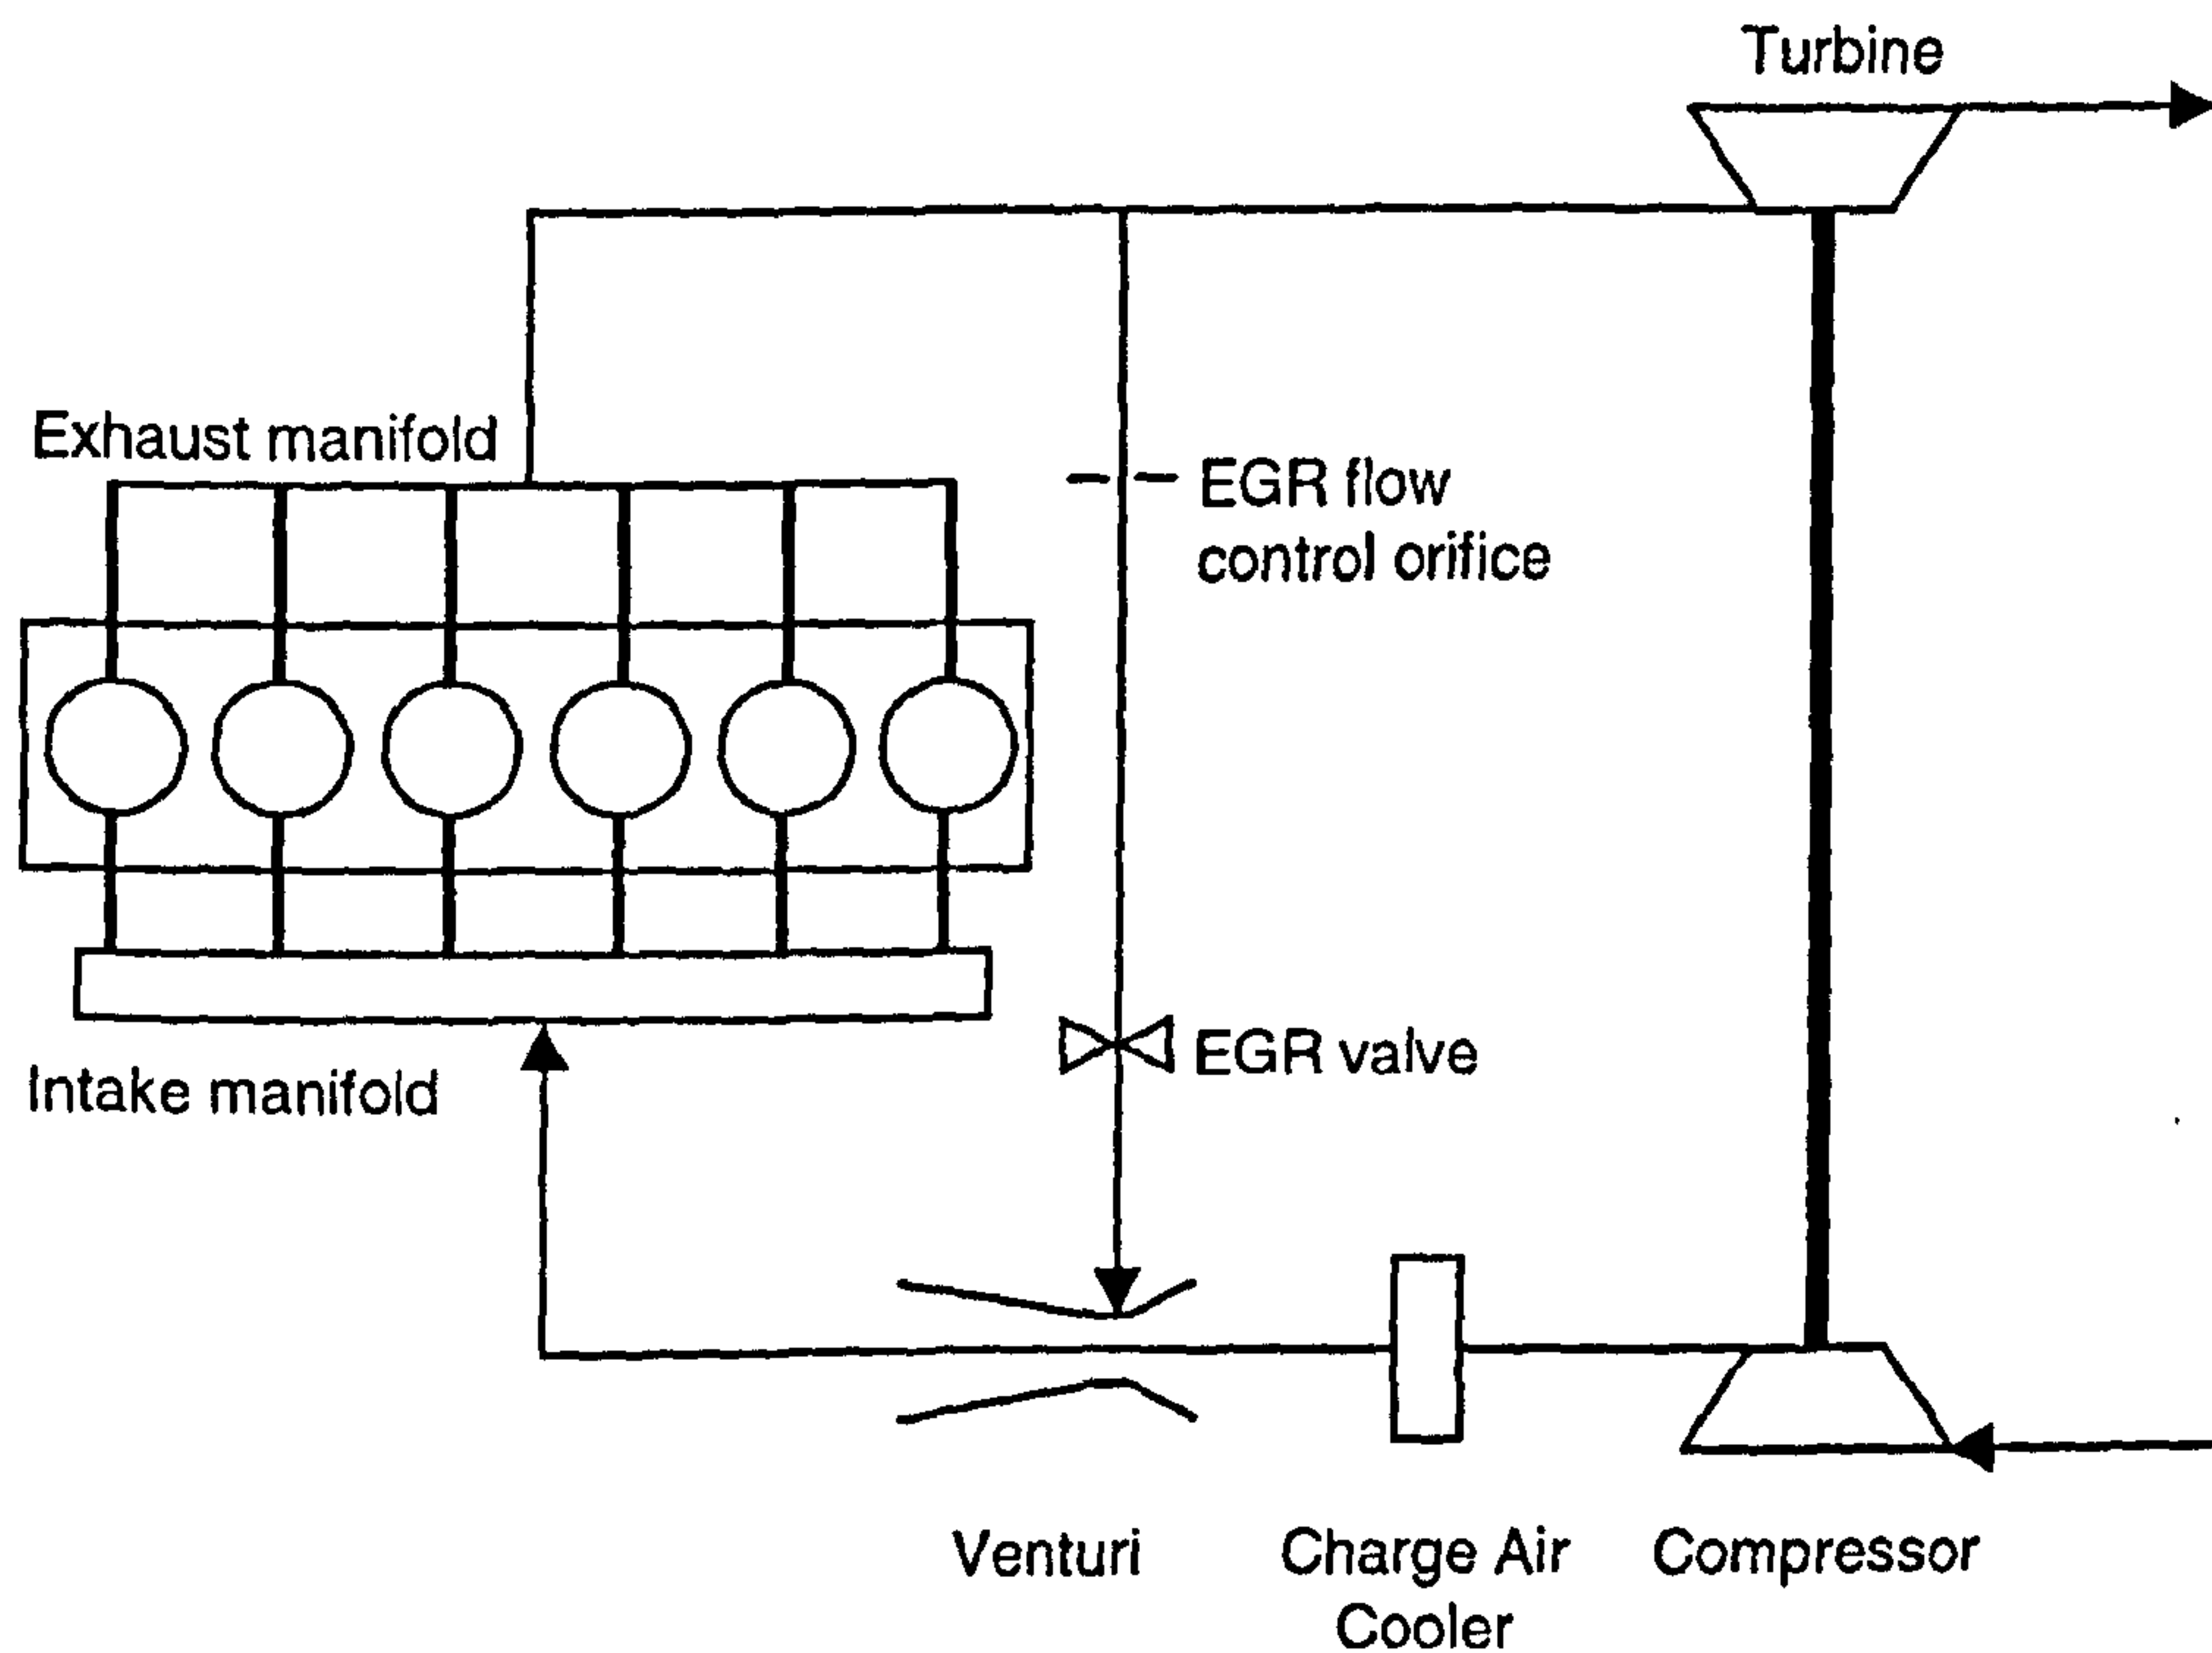 Turbine
Exhaust manifold
EGR flow
control orifice
EGR valve
Intake manifold
Venturi
Charge Air
Cooler
Compressor